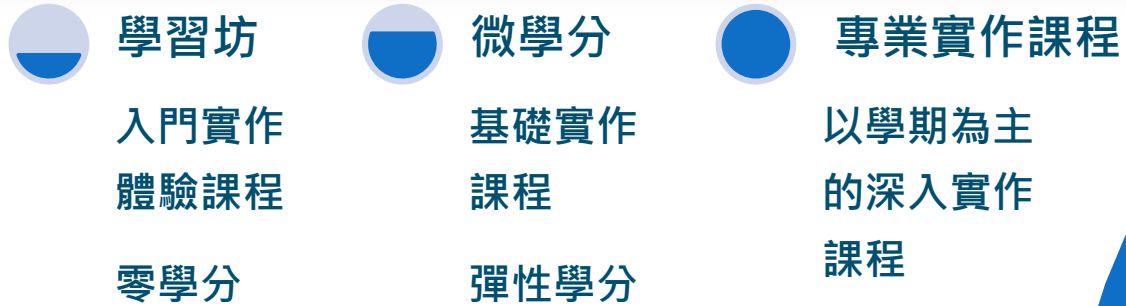 學習坊
入門實作
體驗課程
零學分
微學分
基礎實作
課程
彈性學分
專業實作課程
以學期為主
的深入實作
課程